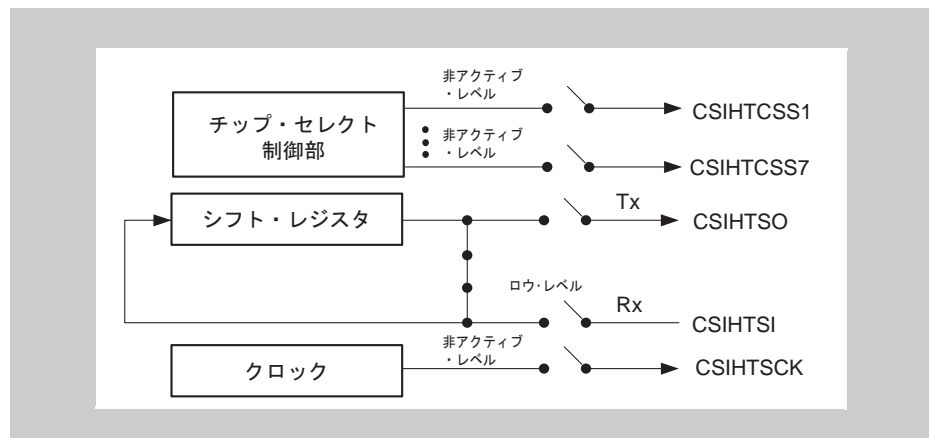 非アクティブ
・レベル
CSIHTCSS1
チップ・セレクト
制御部
非アクティブ
・レベル
CSIHTCSS7
シフト・レジスタ
Tx
CSIHTSO
ロウ・レベル
Rx
CSIHTSI
非アクティブ
・レベル
クロック
CSIHTSCK